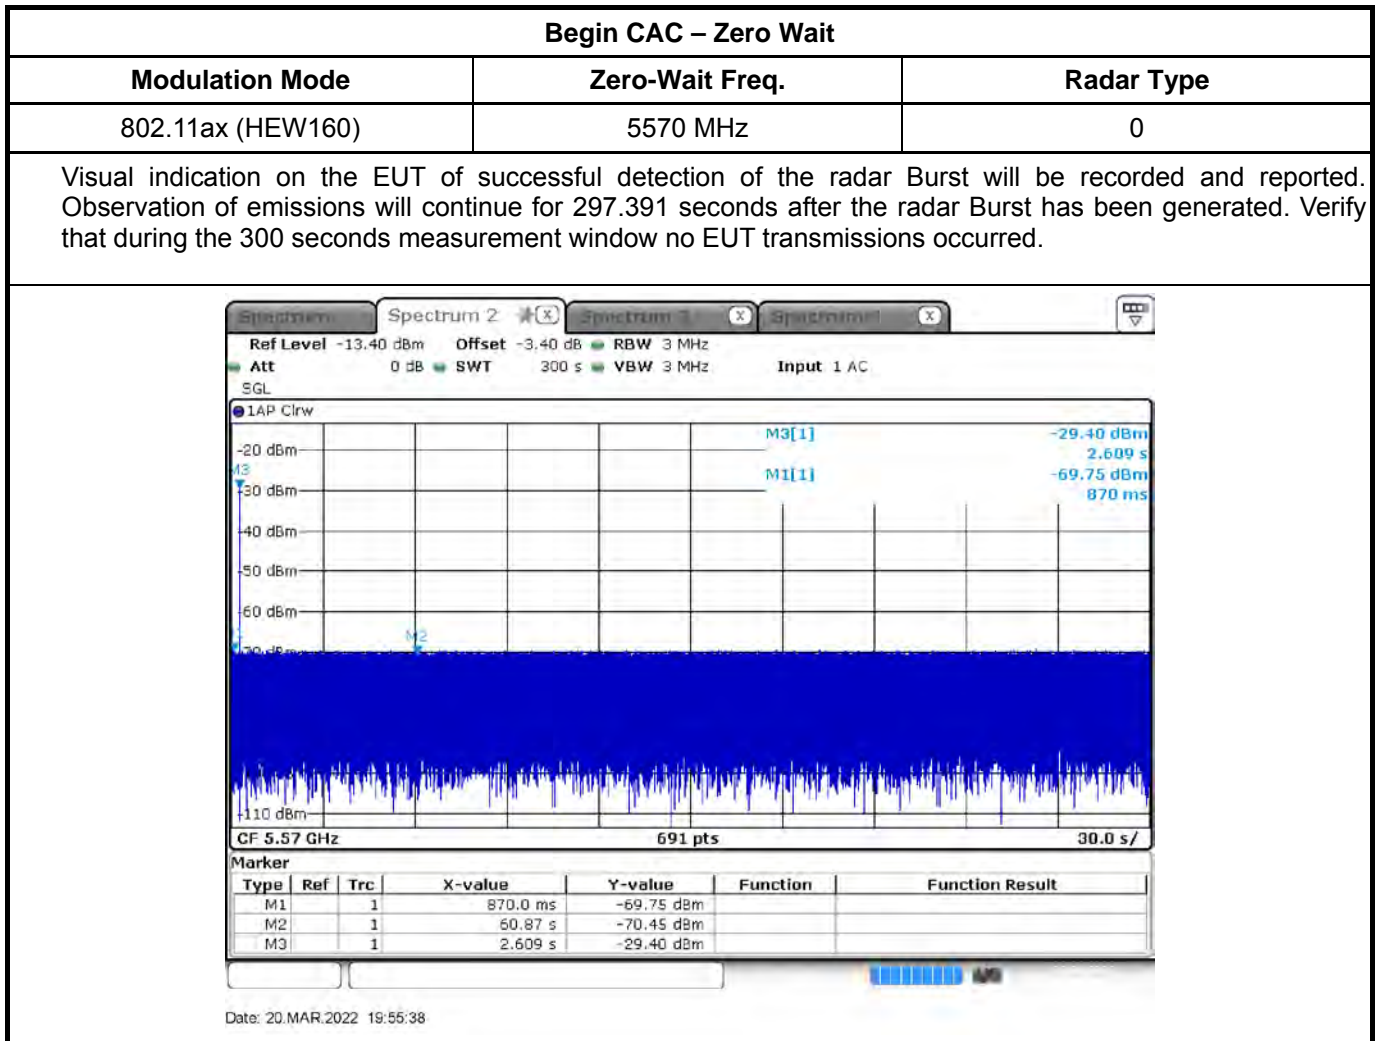 Begin CAC – Zero Wait
Modulation Mode Zero-Wait Freq. Radar Type
802.11ax (HEW160) 5570 MHz 0
Visual indication on the EUT of successful detection of the radar Burst will be recorded and reported.
Observation of emissions will continue for 297.391 seconds after the radar Burst has been generated. Verify
that during the 300 seconds measurement window no EUT transmissions occurred.
Spectrum Spectrum 2 X Spectrum 3 X Spectrum X
Ref Level -13.40 dBm Offset -3.40 dB RBW 3 MHz
Att 0 dB SWT 300 s VBW 3 MHz Input 1 AC
SGL
1AP Clrw
M3[1] -29.40 dBm
-20 dBm 2.609 s
M3 M1[1] -69.75 dBm
-30 dBm 870 ms
-40 dBm
-50 dBm
-60 dBm
M2
-70 dBm
-110 dBm
CF 5.57 GHz 691 pts 30.0 s/
Marker
Type Ref Trc X-value Y-value Function Function Result
M1 1 870.0 ms -69.75 dBm
M2 1 60.87 s -70.45 dBm
M3 1 2.609 s -29.40 dBm
Date: 20.MAR.2022 19:55:38